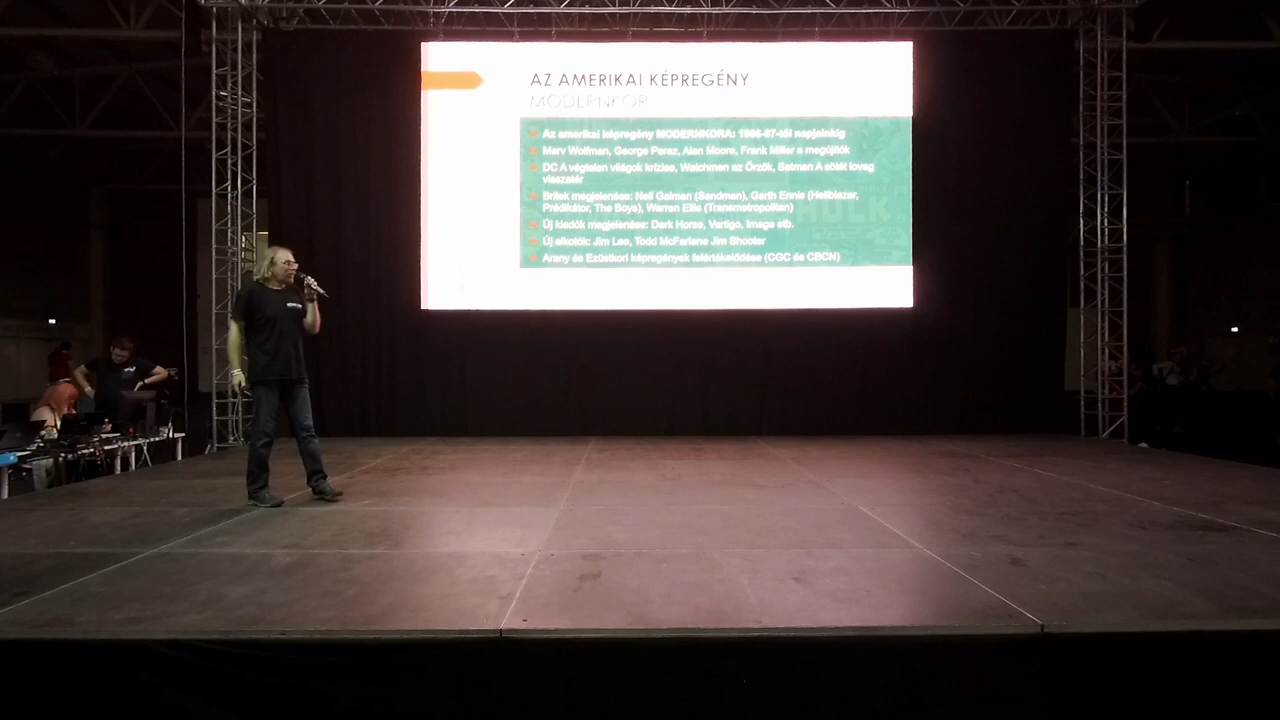 AZ AMERIKAI KÉPREGÉNY
MODERNKOR
Az amerikai képregény MODERNKORA: 1986-87-től napjainkig
Marv Wolfman, George Perez, Alan Moore, Frank Miller a megújítók
DC A végtelen világok krízise, Watchmen az Őrzők, Batman A sötét lovag
visszatér
Britek megjelenése: Neil Gaiman (Sandman), Garth Ennis (Hellblazer,
Prédikátor, The Boys), Warren Ellis (Transmetropolitan)
HULK
Új kiadók megjelenése: Dark Horse, Vertigo, Image stb.
Új alkotók: Jim Lee, Todd McFarlane Jim Shooter
Arany és Ezüstkori képregények felértékelődése (CGC és CBCN)